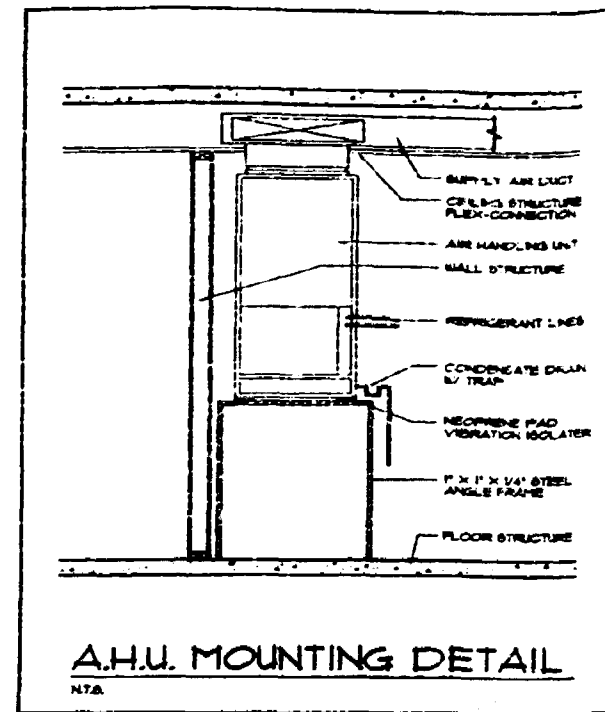 SUPPLY AIR DUCT
CEILING STRUCTURE
FLEX-CONNECTION
AIR HANDLING UNIT
WALL STRUCTURE
REFRIGERANT LINES
CONDENSATE DRAIN
W/ TRAP
NEOPRENE PAD
VIBRATION ISOLATER
1" X 1" X 1/4" STEEL
ANGLE FRAME
FLOOR STRUCTURE
A.H.U. MOUNTING DETAIL
N.T.S.